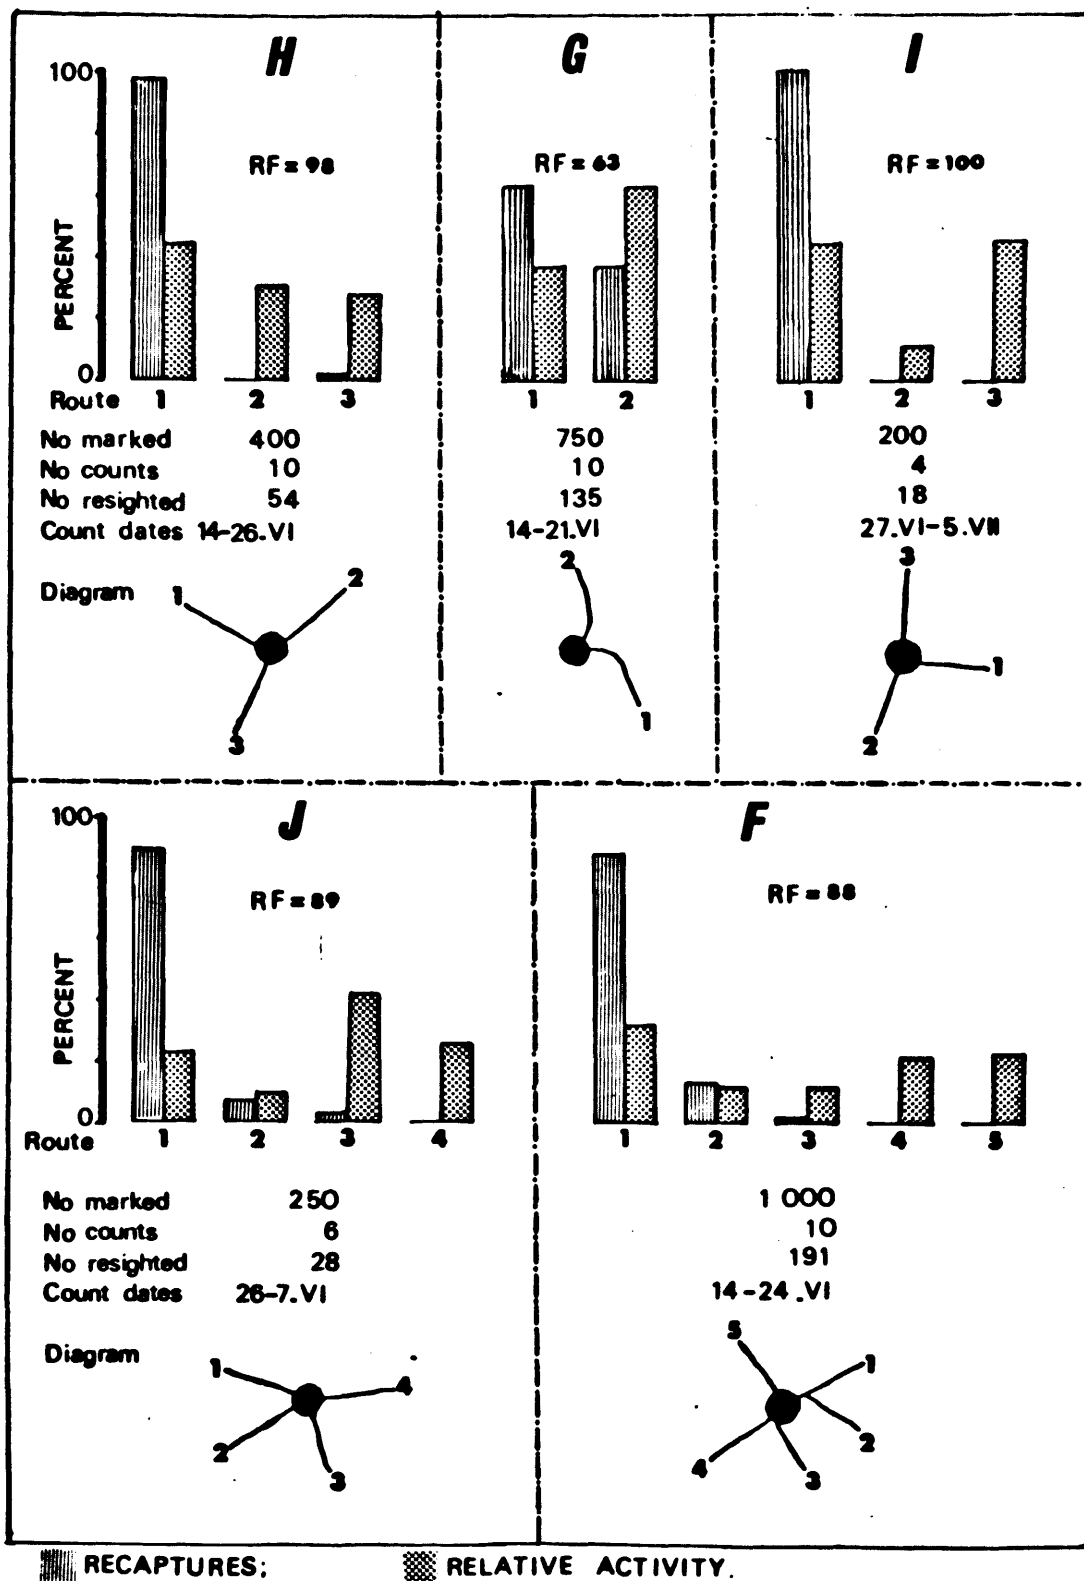 H G I
100
RF = 98 RF = 63 RF = 100
PERCENT
0
Route 1 2 3 1 2 1 2 3
No marked 400 750 200
No counts 10 10 4
No resighted 54 135 18
Count dates 14-26.VI 14-21.VI 27.VI-5.VII
Diagram 1 2 3 2 1 3 1 2
J F
100
RF = 89 RF = 88
PERCENT
0
Route 1 2 3 4 1 2 3 4 5
No marked 250 1 000
No counts 6 10
No resighted 28 191
Count dates 26-7.VI 14-24.VI
Diagram 1 4 2 3 5 1 2 4 3
RECAPTURES; RELATIVE ACTIVITY.